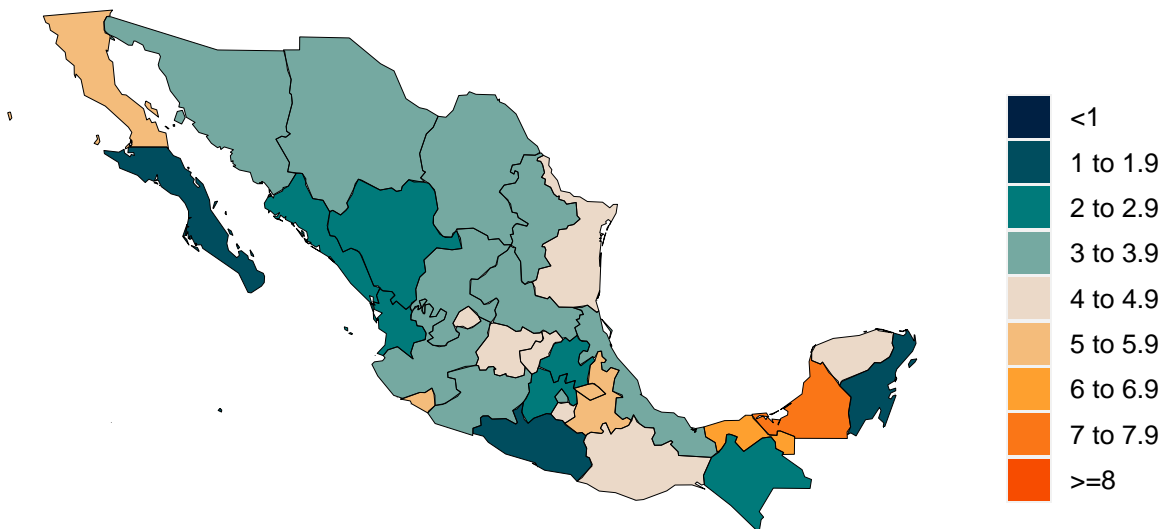 <1
1 to 1.9
2 to 2.9
3 to 3.9
4 to 4.9
5 to 5.9
6 to 6.9
7 to 7.9
>=8